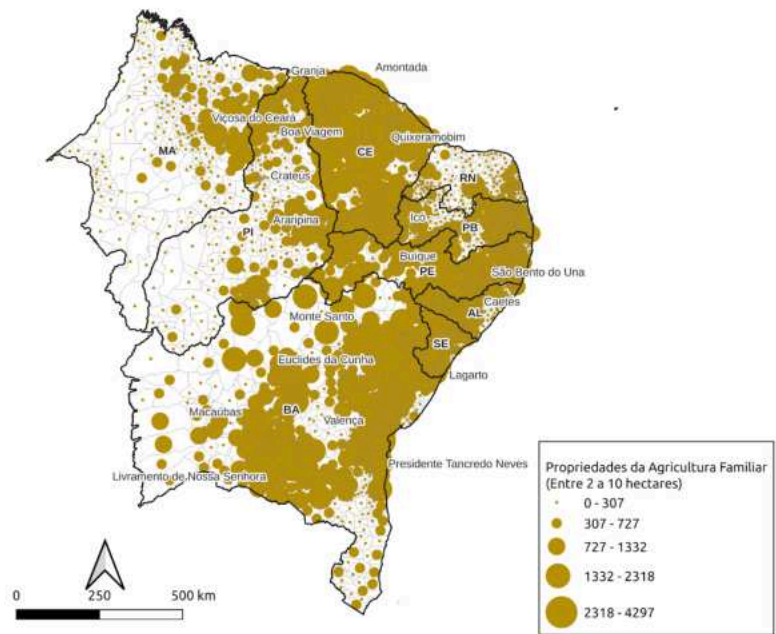 Granja
Amontada
Viçosa do Ceará
Boa Viagem
Quixeramobim
MA
CE
RN
Crateus
Icó
PB
PI
Araripina
Buique
PE
São Bento do Una
AL
Caetes
Monte Santo
SE
Euclides da Cunha
Lagarto
Macaúbas
BA
Valença
Presidente Tancredo Neves
Livramento de Nossa Senhora
Propriedades da Agricultura Familiar
(Entre 2 a 10 hectares)
0 - 307
307 - 727
727 - 1332
1332 - 2318
2318 - 4297
0 250 500 km